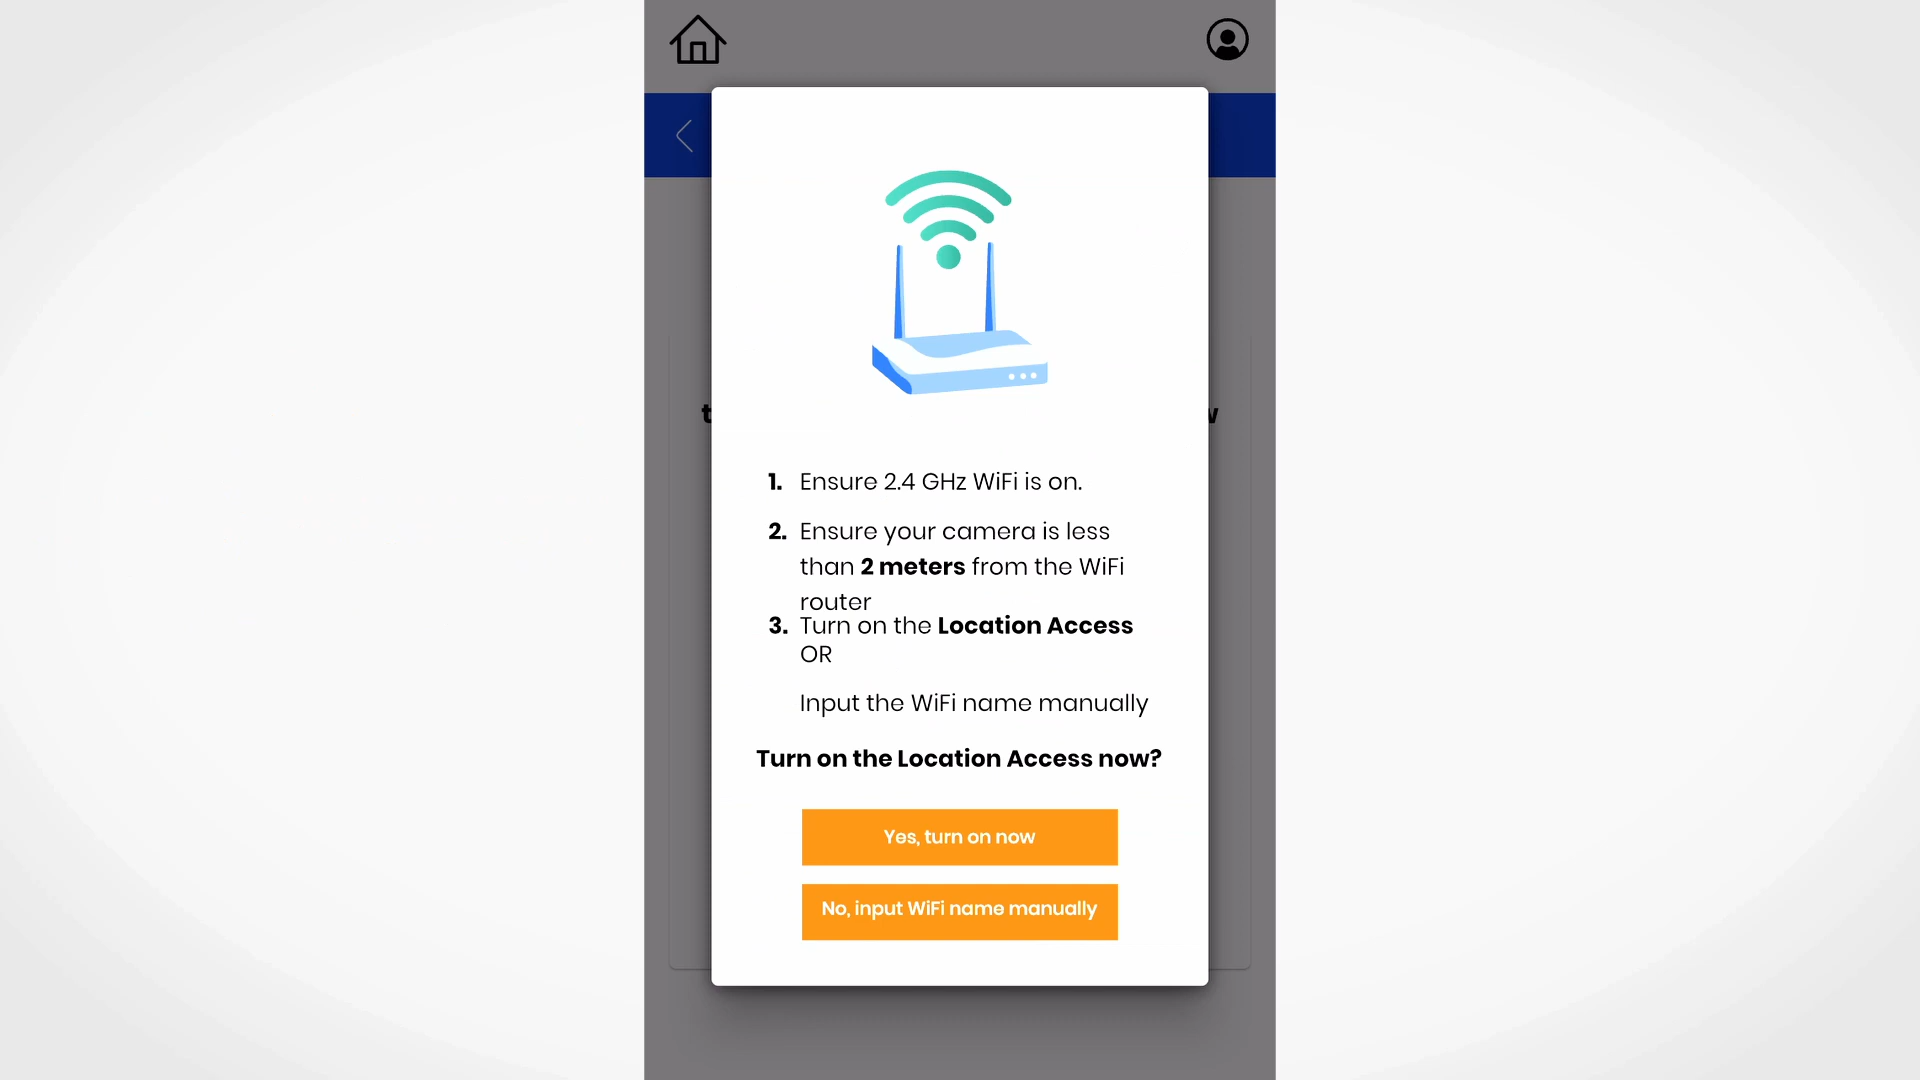 1. Ensure 2.4 GHz WiFi is on.
2. Ensure your camera is less
than 2 meters from the WiFi
router
3. Turn on the Location Access
OR
Input the WiFi name manually
Turn on the Location Access now?
Yes, turn on now
No, input WiFi name manually